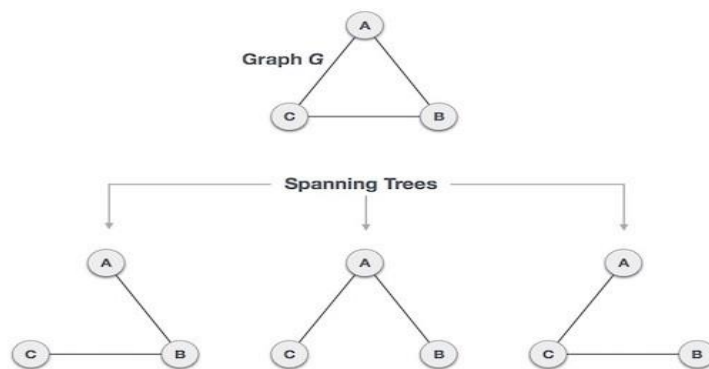 A
Graph G
C B
Spanning Trees
A A A
C B C B C B